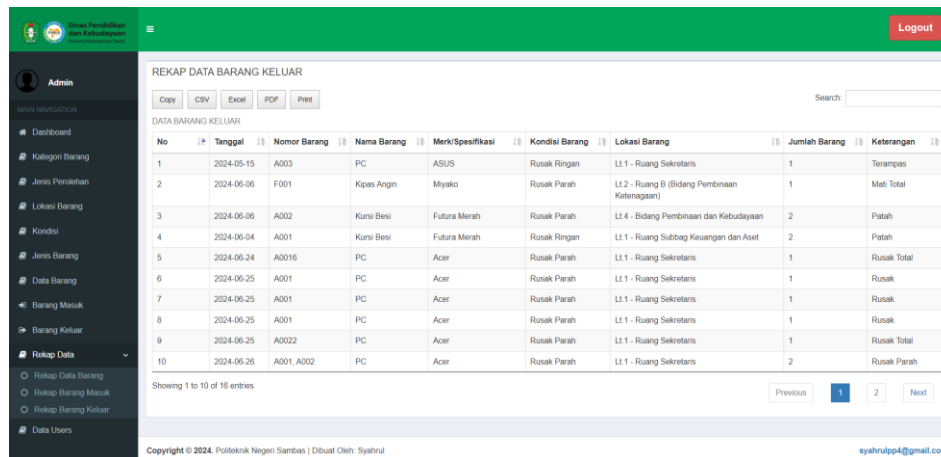 Dinas Pendidikan
dan Kebudayaan
Provinsi Kalimantan Barat
Logout
Admin
MAIN NAVIGATION
Dashboard
Kategori Barang
Jenis Perolehan
Lokasi Barang
Kondisi
Jenis Barang
Data Barang
Barang Masuk
Barang Keluar
Rekap Data
Rekap Data Barang
Rekap Barang Masuk
Rekap Barang Keluar
Data Users
REKAP DATA BARANG KELUAR
Copy CSV Excel PDF Print Search:
DATA BARANG KELUAR
No Tanggal Nomor Barang Nama Barang Merk/Spesifikasi Kondisi Barang Lokasi Barang Jumlah Barang Keterangan
1 2024-05-15 A003 PC ASUS Rusak Ringan Lt.1 - Ruang Sekretaris 1 Terampas
2 2024-06-06 F001 Kipas Angin Miyako Rusak Parah Lt.2 - Ruang B (Bidang Pembinaan 1 Mati Total
Ketenagaan)
3 2024-06-06 A002 Kursi Besi Futura Merah Rusak Parah Lt.4 - Bidang Pembinaan dan Kebudayaan 2 Patah
4 2024-06-04 A001 Kursi Besi Futura Merah Rusak Ringan Lt.1 - Ruang Subbag Keuangan dan Aset 2 Patah
5 2024-06-24 A0016 PC Acer Rusak Parah Lt.1 - Ruang Sekretaris 1 Rusak Total
6 2024-06-25 A001 PC Acer Rusak Parah Lt.1 - Ruang Sekretaris 1 Rusak
7 2024-06-25 A001 PC Acer Rusak Parah Lt.1 - Ruang Sekretaris 1 Rusak
8 2024-06-25 A001 PC Acer Rusak Parah Lt.1 - Ruang Sekretaris 1 Rusak
9 2024-06-25 A0022 PC Acer Rusak Parah Lt.1 - Ruang Sekretaris 1 Rusak Total
10 2024-06-26 A001, A002 PC Acer Rusak Parah Lt.1 - Ruang Sekretaris 2 Rusak Parah
Showing 1 to 10 of 16 entries
Previous 1 2 Next
Copyright © 2024. Politeknik Negeri Sambas | Dibuat Oleh: Syahrul
syahrulpp4@gmail.co